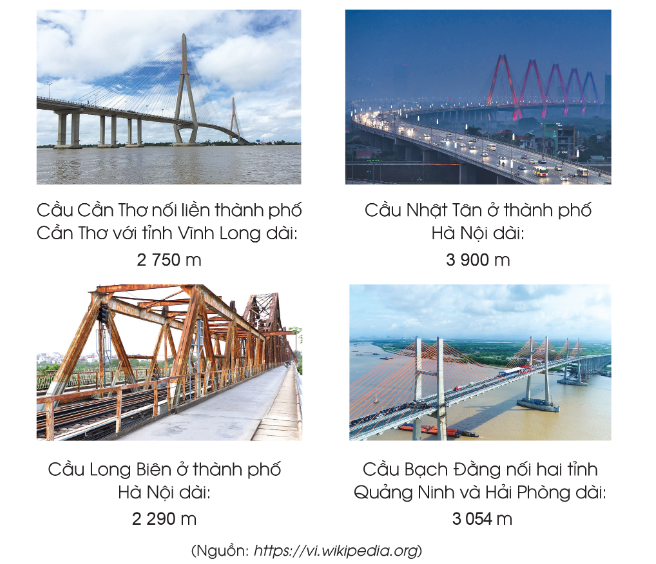 Cầu Cần Thơ nối liền thành phố
Cần Thơ với tỉnh Vĩnh Long dài:
2 750 m
Cầu Nhật Tân ở thành phố
Hà Nội dài:
3 900 m
Cầu Long Biên ở thành phố
Hà Nội dài:
2 290 m
Cầu Bạch Đằng nối hai tỉnh
Quảng Ninh và Hải Phòng dài:
3 054 m
(Nguồn: https://vi.wikipedia.org)